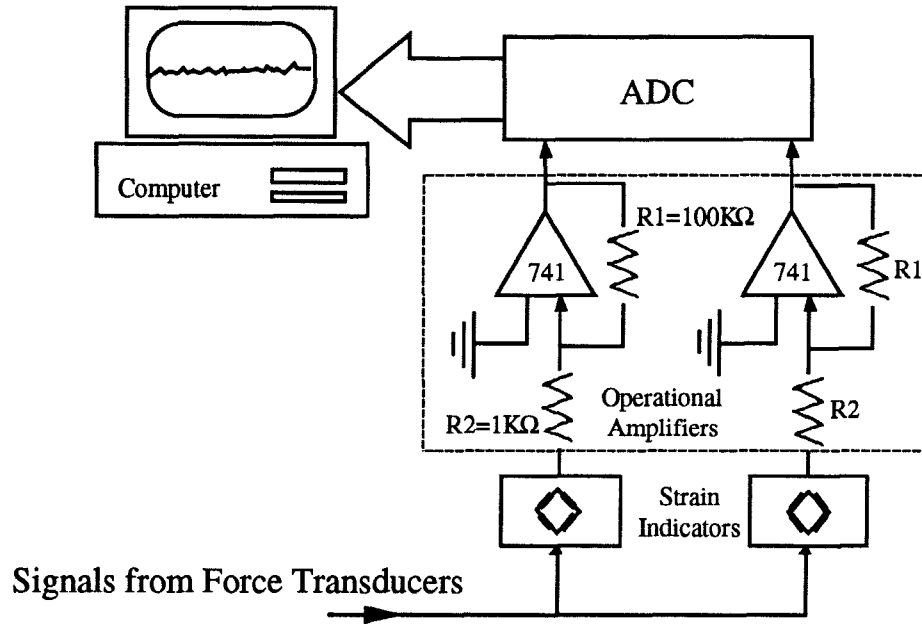 ADC
Computer
R1=100KΩ
741
741
R1
R2=1KΩ
Operational
Amplifiers
R2
Strain
Indicators
Signals from Force Transducers